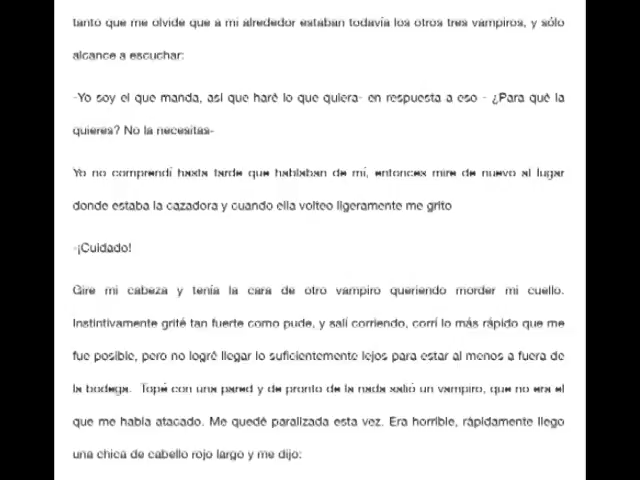 tanto que me olvide que a mi alrededor estaban todavía los otros tres vampiros, y sólo
alcance a escuchar:
-Yo soy el que manda, así que haré lo que quiera- en respuesta a eso - ¿Para qué la
quieres? No la necesitas-
Yo no comprendí hasta tarde que hablaban de mí, entonces mire de nuevo al lugar
donde estaba la cazadora y cuando ella volteo ligeramente me grito
-¡Cuidado!
Gire mi cabeza y tenía la cara de otro vampiro queriendo morder mi cuello.
Instintivamente grité tan fuerte como pude, y salí corriendo, corrí lo más rápido que me
fue posible, pero no logré llegar lo suficientemente lejos para estar al menos a fuera de
la bodega. Topé con una pared y de pronto de la nada salió un vampiro, que no era el
que me había atacado. Me quedé paralizada esta vez. Era horrible, rápidamente llego
una chica de cabello rojo largo y me dijo: